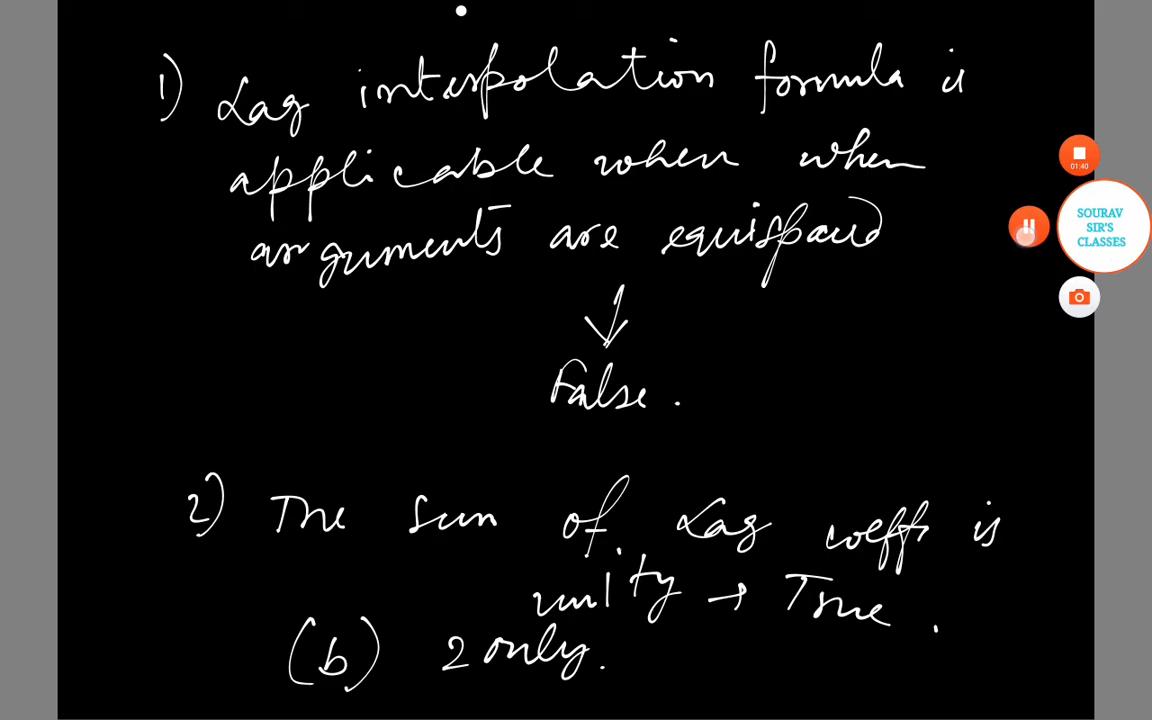 1) Lag interpolation formula is
applicable when when
arguments are equispaced
False.
2) The sum of Lag coeffs is
unity → True.
(b) 2 only.
01:40
SOURAV
SIR'S
CLASSES